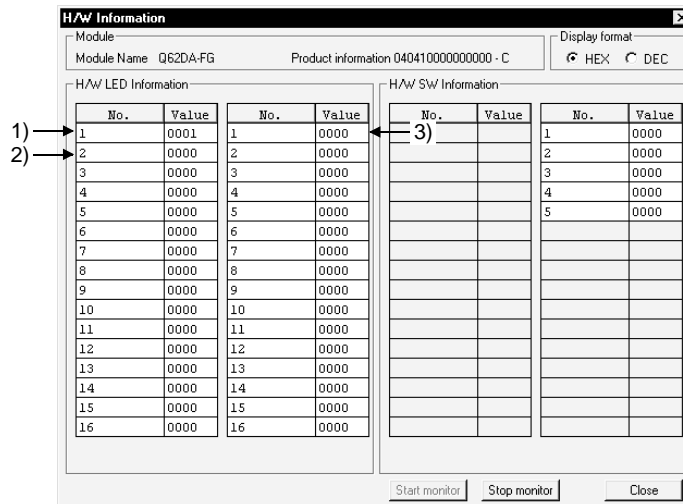 H/W Information
Module
Display format
Module Name Q62DA-FG Product information 040410000000000 - C
HEX DEC
H/W LED Information
H/W SW Information
No. Value No. Value No. Value No. Value
1) 1 0001 1 0000 3) 1 0000
2) 2 0000 2 0000 2 0000
3 0000 3 0000 3 0000
4 0000 4 0000 4 0000
5 0000 5 0000 5 0000
6 0000 6 0000
7 0000 7 0000
8 0000 8 0000
9 0000 9 0000
10 0000 10 0000
11 0000 11 0000
12 0000 12 0000
13 0000 13 0000
14 0000 14 0000
15 0000 15 0000
16 0000 16 0000
Start monitor Stop monitor Close